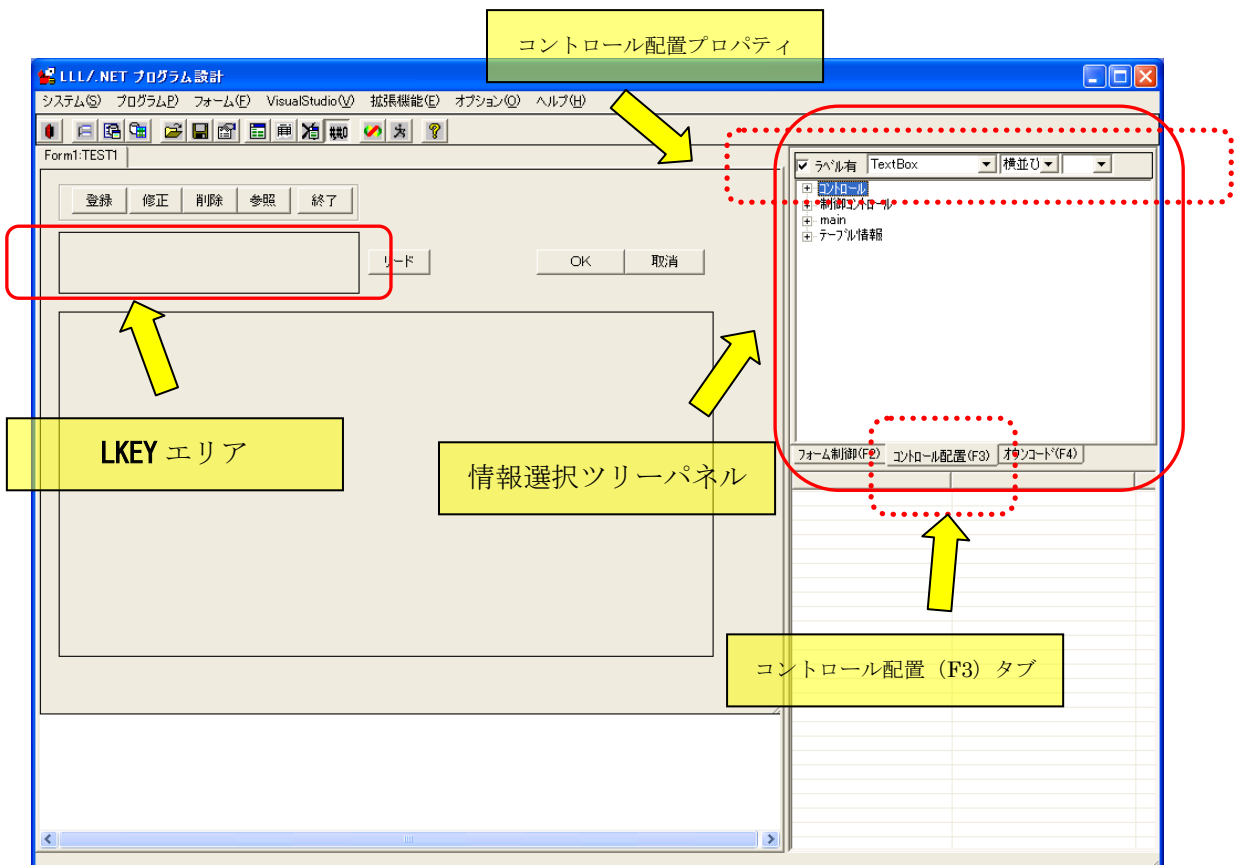 コントロール配置プロパティ
LLL/.NET プログラム設計
システム(S) プログラムP) フォーム(F) VisualStudio(V) 拡張機能(E) オプション(O) ヘルプ(H)
Form1:TEST1
ラベル有 TextBox 横並び
コントロール
制御コントロール
main
テーブル情報
登録 修正 削除 参照 終了
リード OK 取消
LKEY エリア
情報選択ツリーパネル
フォーム制御(F2) コントロール配置(F3) オウンコード(F4)
コントロール配置（F3）タブ